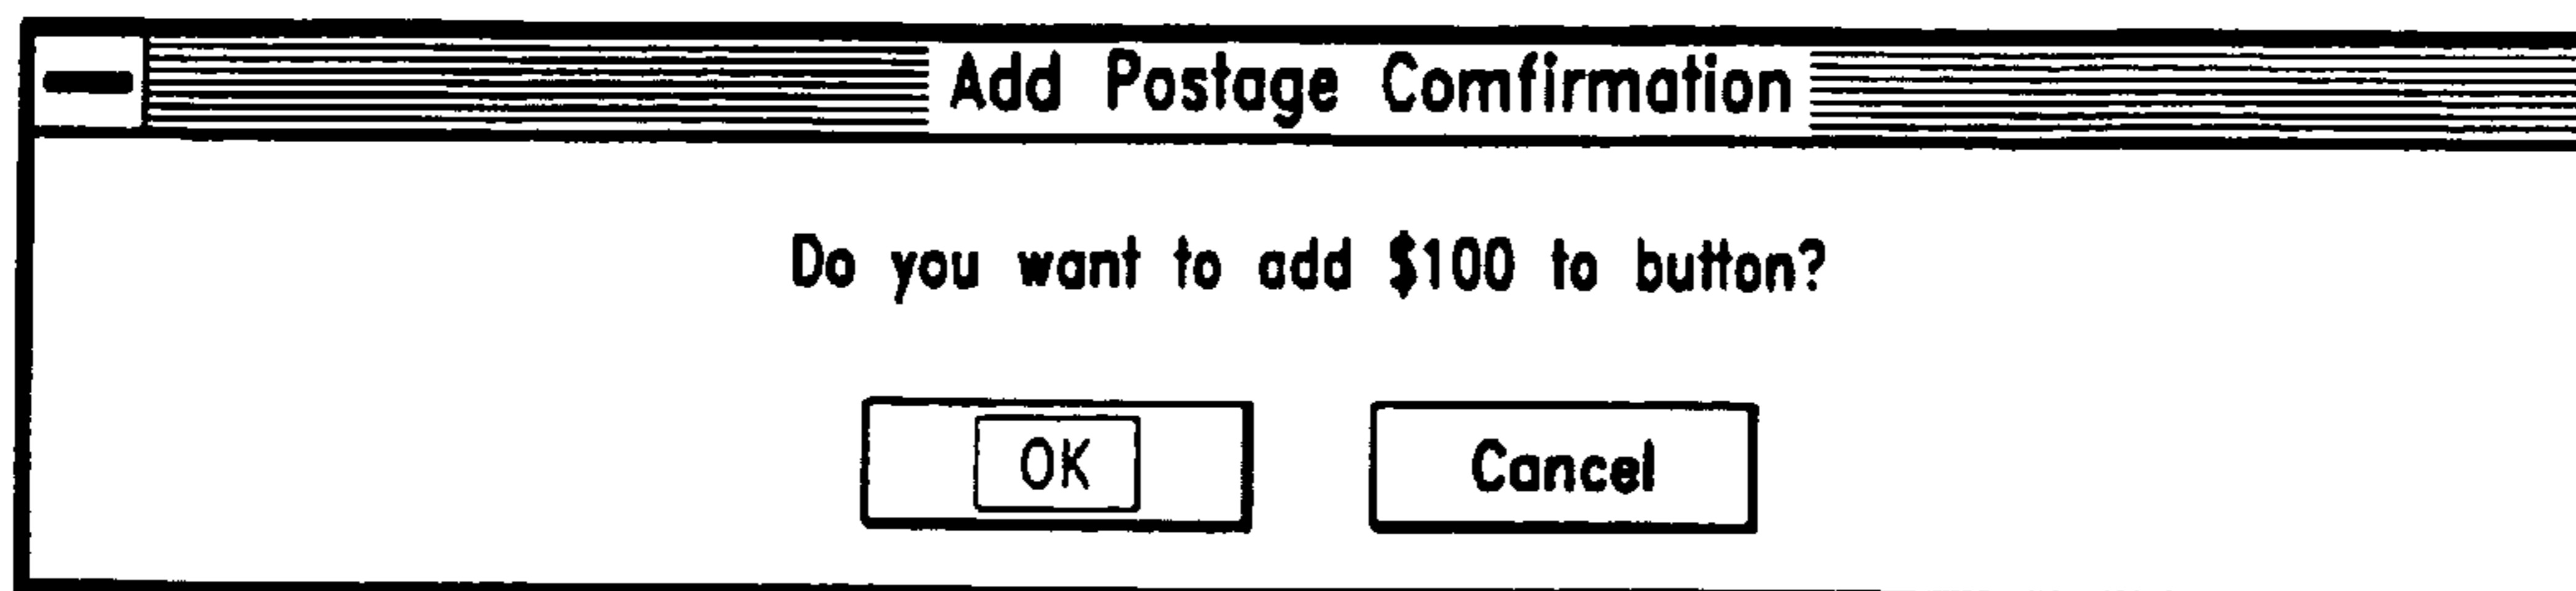 Add Postage Comfirmation
Do you want to add $100 to button?
OK Cancel